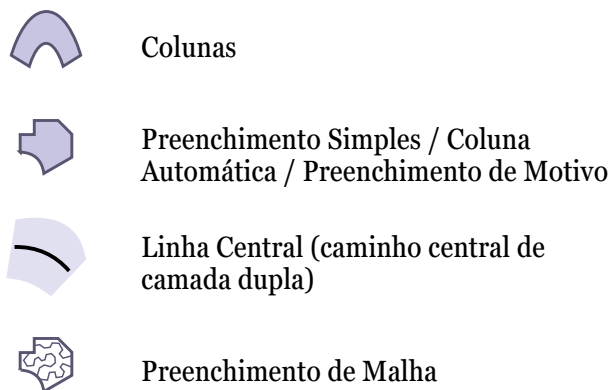 Colunas
Preenchimento Simples / Coluna
Automática / Preenchimento de Motivo
Linha Central (caminho central de
camada dupla)
Preenchimento de Malha